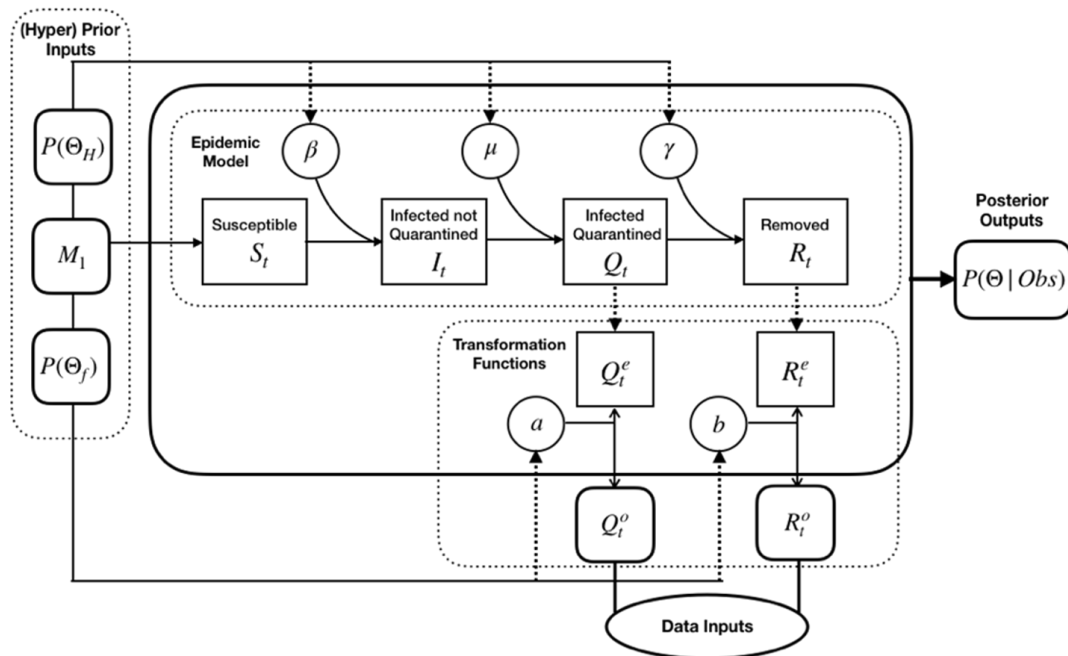 (Hyper) Prior
Inputs
P(Θ_H)
M_1
P(Θ_f)
Epidemic
Model
β
μ
γ
Susceptible
S_t
Infected not
Quarantined
I_t
Infected
Quarantined
Q_t
Removed
R_t
Posterior
Outputs
P(Θ | Obs)
Transformation
Functions
Q_t^e
R_t^e
a
b
Q_t^o
R_t^o
Data Inputs